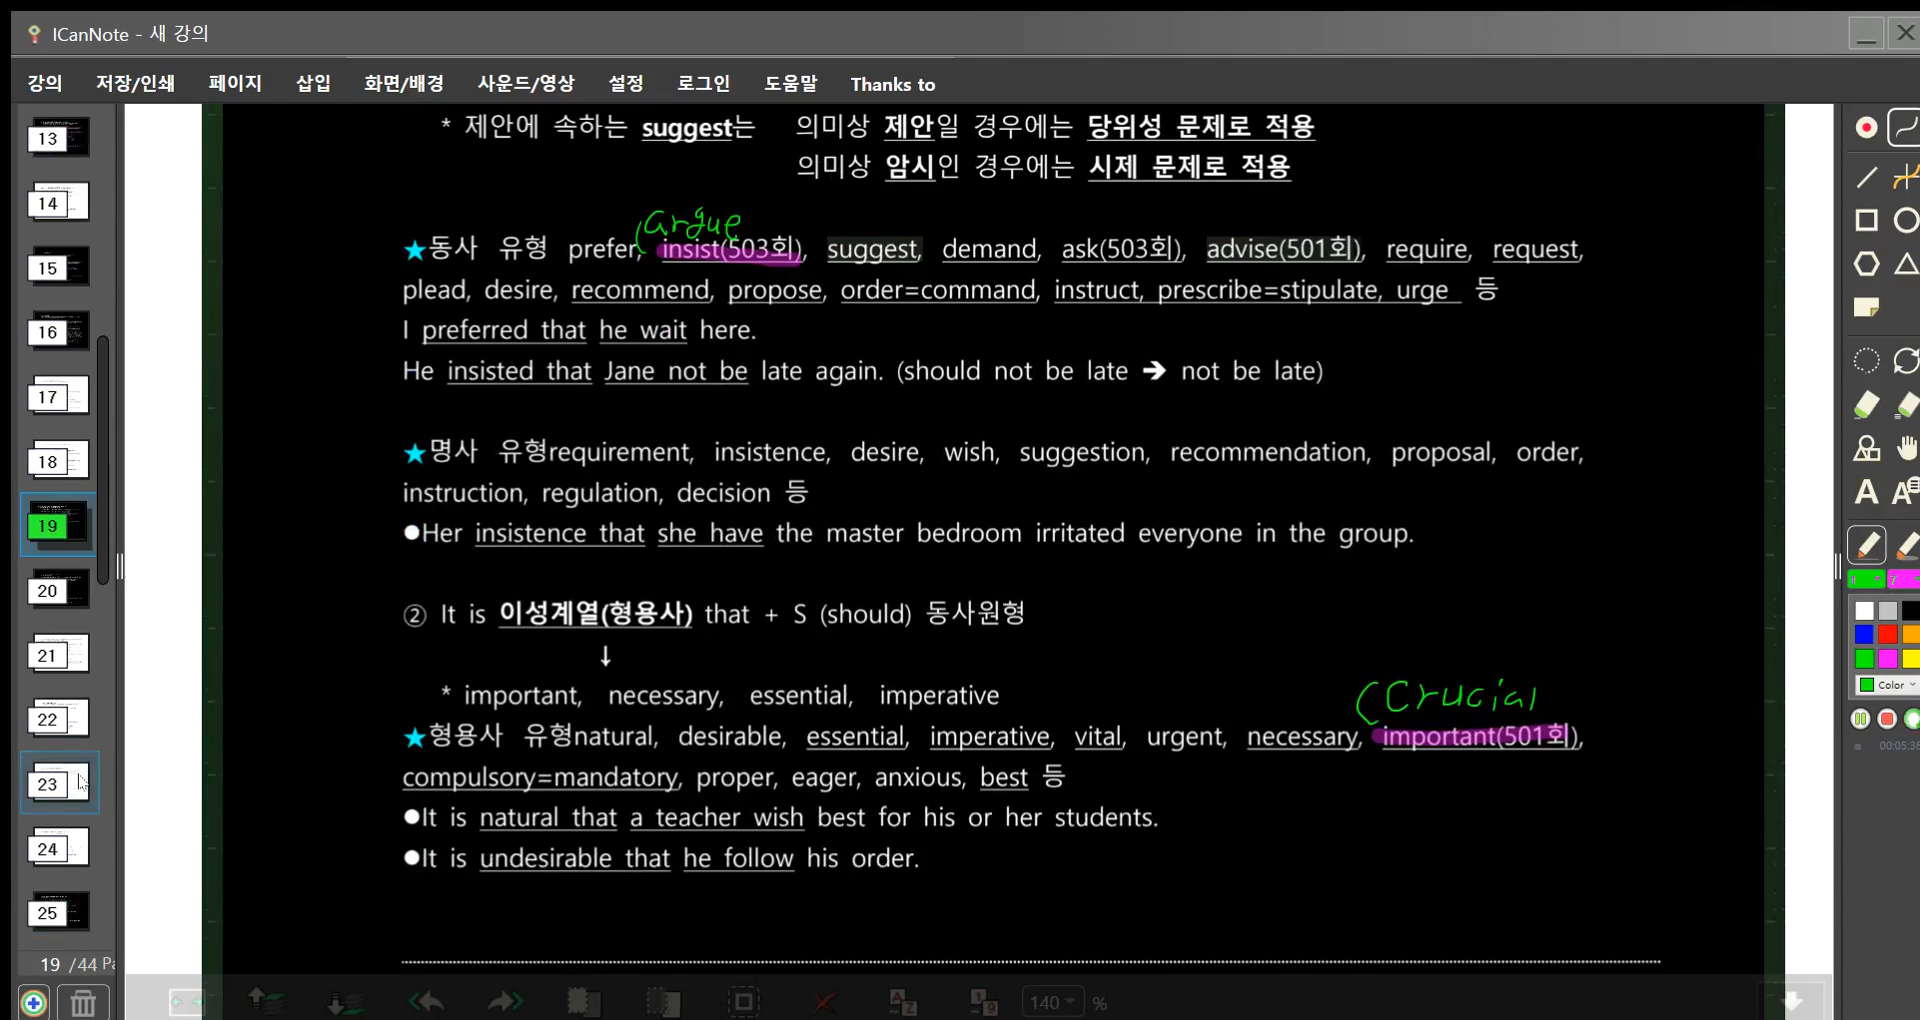 ICanNote - 새 강의
강의 저장/인쇄 페이지 삽입 화면/배경 사운드/영상 설정 로그인 도움말 Thanks to
* 제안에 속하는 suggest는 의미상 제안일 경우에는 당위성 문제로 적용
의미상 암시인 경우에는 시제 문제로 적용
(argue
★동사 유형 prefer, insist(503회), suggest, demand, ask(503회), advise(501회), require, request,
plead, desire, recommend, propose, order=command, instruct, prescribe=stipulate, urge 등
I preferred that he wait here.
He insisted that Jane not be late again. (should not be late ➔ not be late)
★명사 유형requirement, insistence, desire, wish, suggestion, recommendation, proposal, order,
instruction, regulation, decision 등
●Her insistence that she have the master bedroom irritated everyone in the group.
② It is 이성계열(형용사) that + S (should) 동사원형
↓
* important, necessary, essential, imperative
(Crucial
★형용사 유형natural, desirable, essential, imperative, vital, urgent, necessary, important(501회),
compulsory=mandatory, proper, eager, anxious, best 등
●It is natural that a teacher wish best for his or her students.
●It is undesirable that he follow his order.
13
14
15
16
17
18
19
20
21
22
23
24
25
19 /44 Pa
140 %
A A
Color
00:05:36